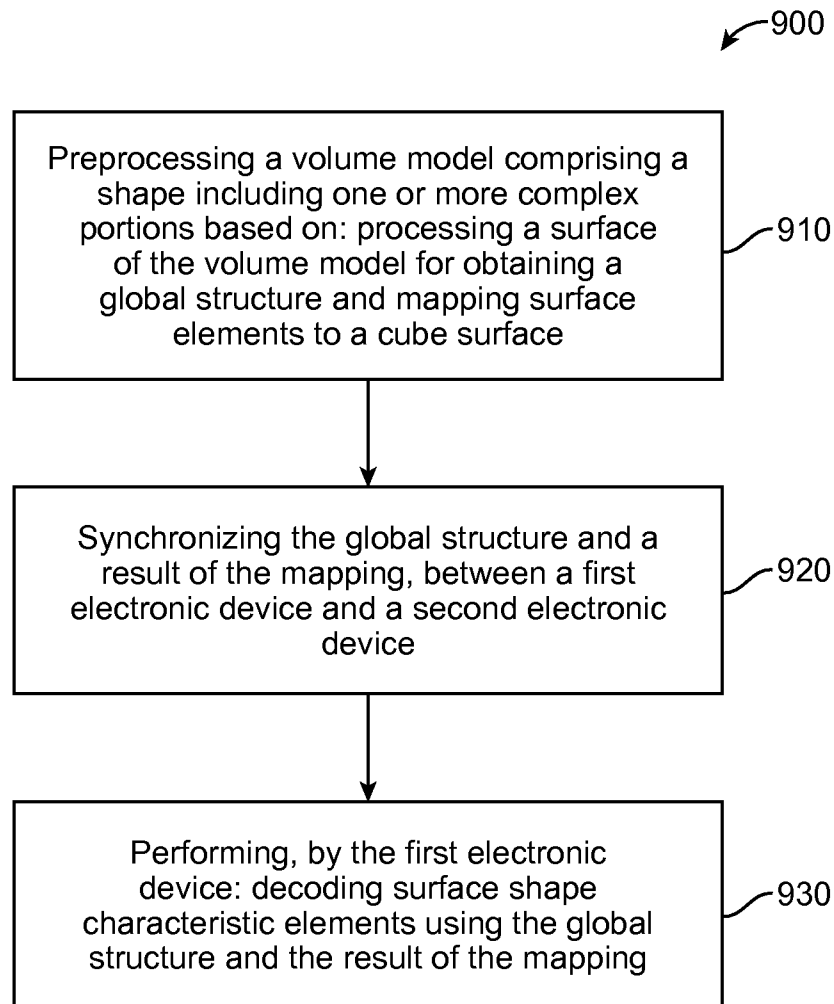 900
Preprocessing a volume model comprising a
shape including one or more complex
portions based on: processing a surface
of the volume model for obtaining a
global structure and mapping surface
elements to a cube surface
910
Synchronizing the global structure and a
result of the mapping, between a first
electronic device and a second electronic
device
920
Performing, by the first electronic
device: decoding surface shape
characteristic elements using the global
structure and the result of the mapping
930